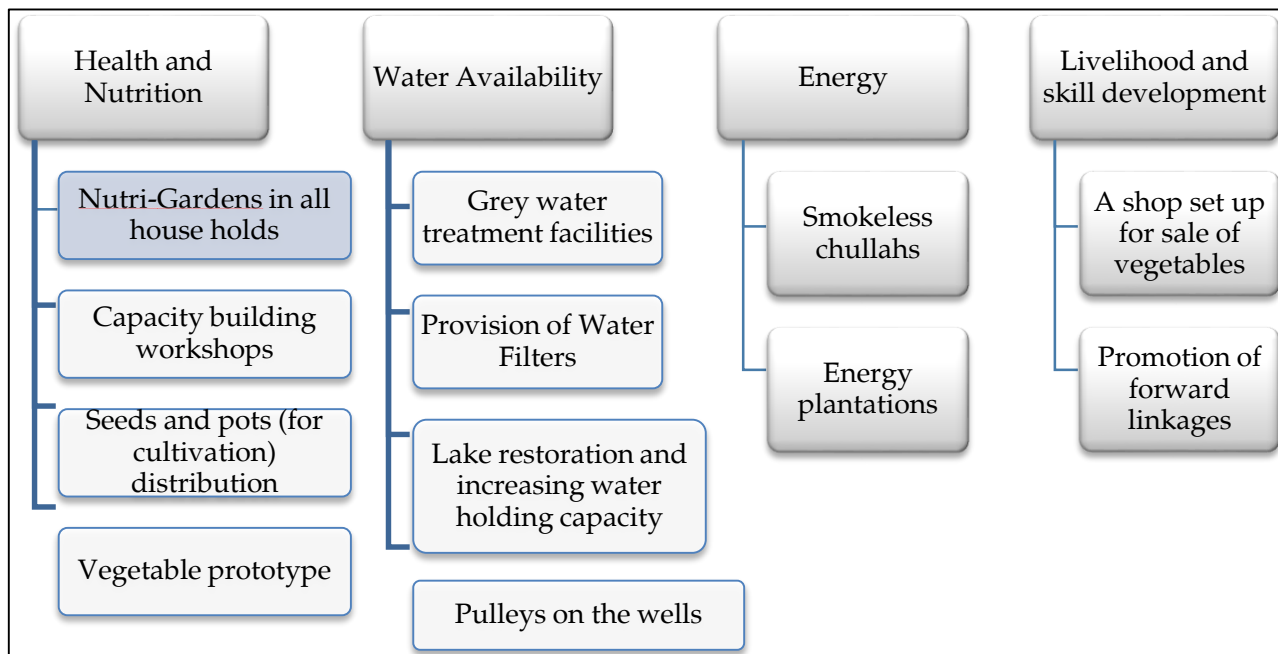 Health and
Nutrition
Nutri-Gardens in all
house holds
Capacity building
workshops
Seeds and pots (for
cultivation)
distribution
Vegetable prototype
Water Availability
Grey water
treatment facilities
Provision of Water
Filters
Lake restoration and
increasing water
holding capacity
Pulleys on the wells
Energy
Smokeless
chullahs
Energy
plantations
Livelihood and
skill development
A shop set up
for sale of
vegetables
Promotion of
forward
linkages